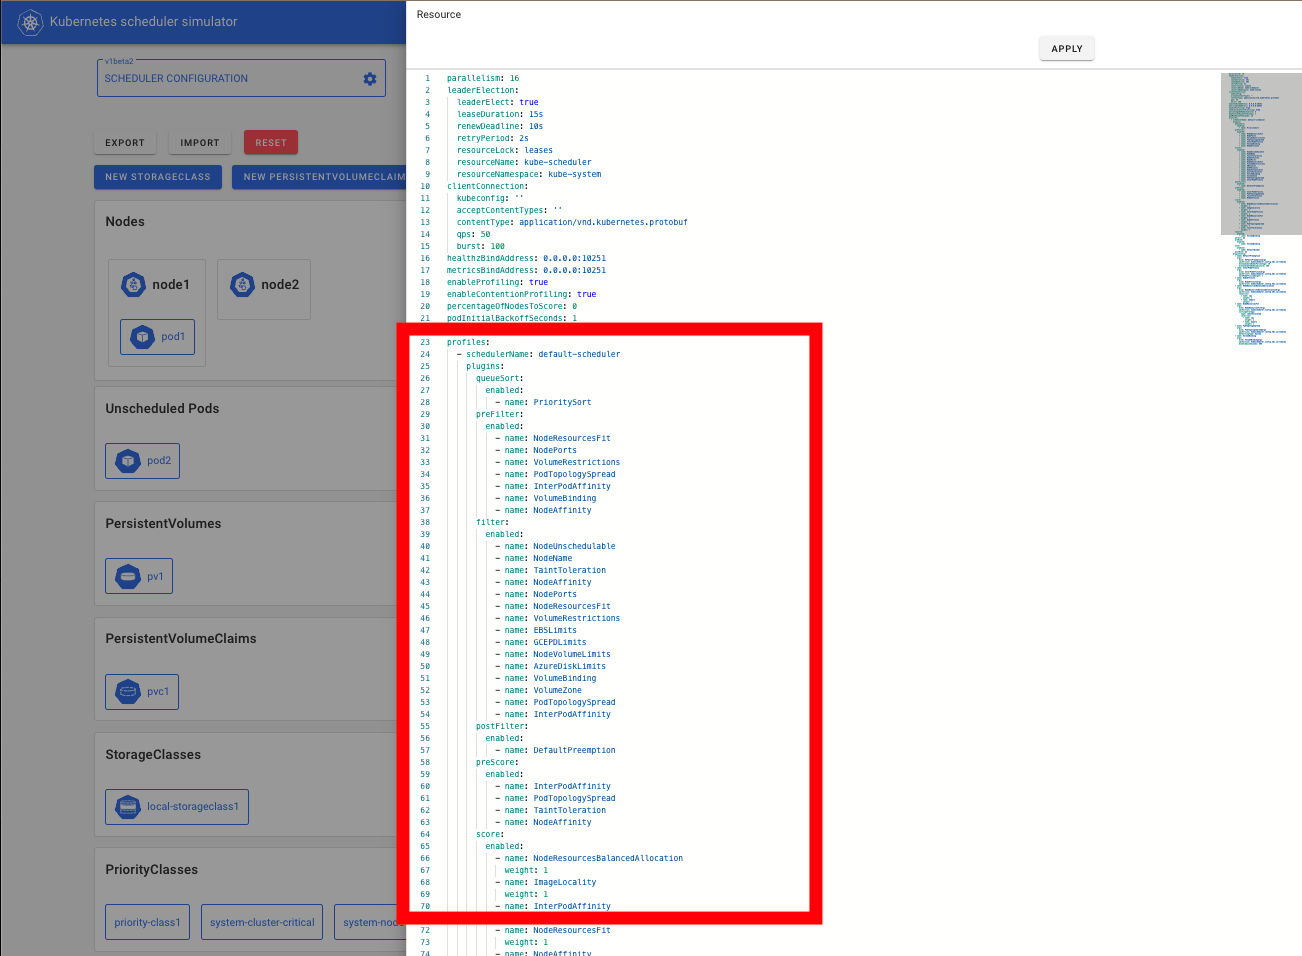 Kubernetes scheduler simulator
v1beta2
SCHEDULER CONFIGURATION
EXPORT
IMPORT
RESET
NEW STORAGECLASS
NEW PERSISTENTVOLUMECLAIM
Nodes
node1
node2
pod1
Unscheduled Pods
pod2
PersistentVolumes
pv1
PersistentVolumeClaims
pvc1
StorageClasses
local-storageclass1
PriorityClasses
priority-class1
system-cluster-critical
Resource
APPLY
1 parallelism: 16
2 leaderElection:
3 leaderElect: true
4 leaseDuration: 15s
5 renewDeadline: 10s
6 retryPeriod: 2s
7 resourceLock: leases
8 resourceName: kube-scheduler
9 resourceNamespace: kube-system
10 clientConnection:
11 kubeconfig: ''
12 acceptContentTypes: ''
13 contentType: application/vnd.kubernetes.protobuf
14 qps: 50
15 burst: 100
16 healthzBindAddress: 0.0.0.0:10251
17 metricsBindAddress: 0.0.0.0:10251
18 enableProfiling: true
19 enableContentionProfiling: true
20 percentageOfNodesToScore: 0
21 podInitialBackoffSeconds: 1
23 profiles:
24 - schedulerName: default-scheduler
25 plugins:
26 queueSort:
27 enabled:
28 - name: PrioritySort
29 preFilter:
30 enabled:
31 - name: NodeResourcesFit
32 - name: NodePorts
33 - name: VolumeRestrictions
34 - name: PodTopologySpread
35 - name: InterPodAffinity
36 - name: VolumeBinding
37 - name: NodeAffinity
38 filter:
39 enabled:
40 - name: NodeUnschedulable
41 - name: NodeName
42 - name: TaintToleration
43 - name: NodeAffinity
44 - name: NodePorts
45 - name: NodeResourcesFit
46 - name: VolumeRestrictions
47 - name: EBSLimits
48 - name: GCEPDLimits
49 - name: NodeVolumeLimits
50 - name: AzureDiskLimits
51 - name: VolumeBinding
52 - name: VolumeZone
53 - name: PodTopologySpread
54 - name: InterPodAffinity
55 postFilter:
56 enabled:
57 - name: DefaultPreemption
58 preScore:
59 enabled:
60 - name: InterPodAffinity
61 - name: PodTopologySpread
62 - name: TaintToleration
63 - name: NodeAffinity
64 score:
65 enabled:
66 - name: NodeResourcesBalancedAllocation
67 weight: 1
68 - name: ImageLocality
69 weight: 1
70 - name: InterPodAffinity
72 - name: NodeResourcesFit
73 weight: 1
74 - name: NodeAffinity